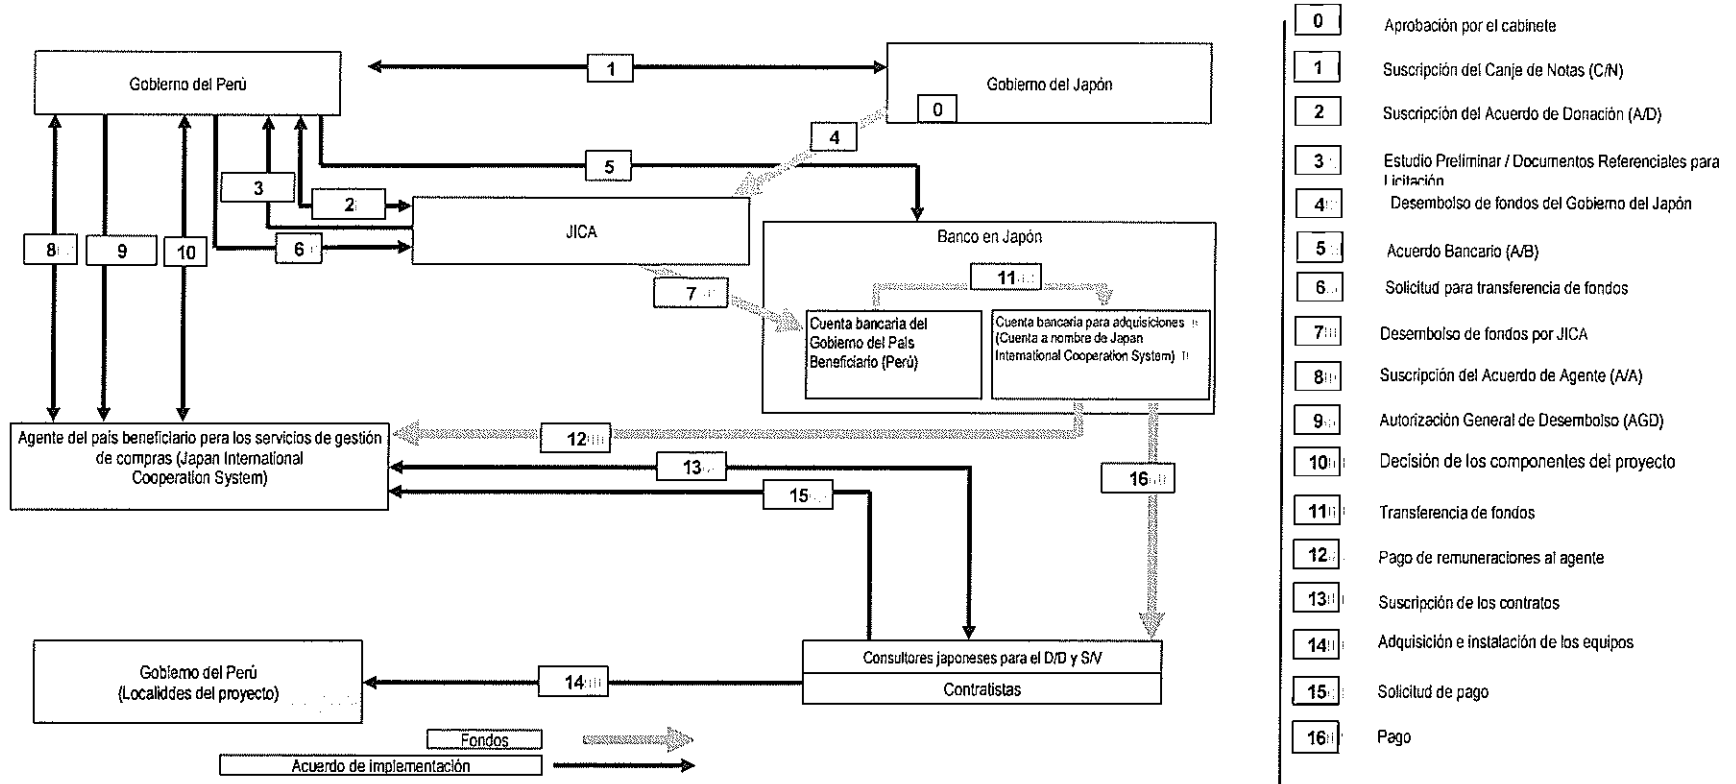 Gobierno del Perú
1
Gobierno del Japón
0
4
5
3
2
JICA
6
8
9
10
7
Banco en Japón
11
Cuenta bancaria del
Gobierno del País
Beneficiario (Perú)
Cuenta bancaria para adquisiciones
(Cuenta a nombre de Japan
International Cooperation System)
Agente del país beneficiario pera los servicios de gestión
de compras (Japan International
Cooperation System)
12
13
15
16
Gobierno del Perú
(Localiddes del proyecto)
14
Consultores japoneses para el D/D y S/V
Contratistas
Fondos
Acuerdo de implementación
0 Aprobación por el cabinete
1 Suscripción del Canje de Notas (C/N)
2 Suscripción del Acuerdo de Donación (A/D)
3 Estudio Preliminar / Documentos Referenciales para
Licitación
4 Desembolso de fondos del Gobierno del Japón
5 Acuerdo Bancario (A/B)
6 Solicitud para transferencia de fondos
7 Desembolso de fondos por JICA
8 Suscripción del Acuerdo de Agente (A/A)
9 Autorización General de Desembolso (AGD)
10 Decisión de los componentes del proyecto
11 Transferencia de fondos
12 Pago de remuneraciones al agente
13 Suscripción de los contratos
14 Adquisición e instalación de los equipos
15 Solicitud de pago
16 Pago